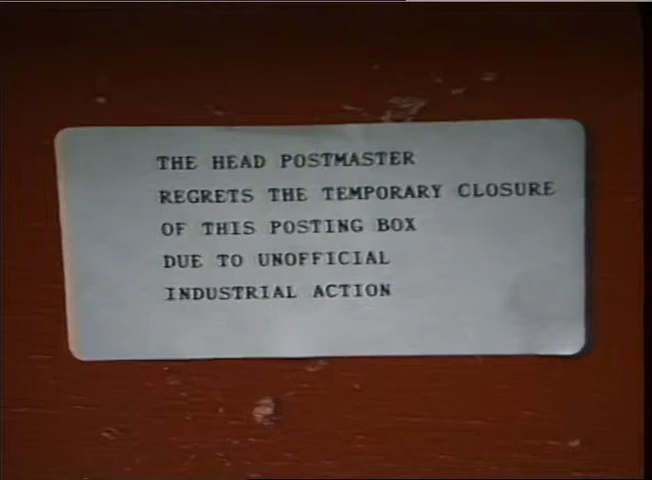 THE HEAD POSTMASTER
REGRETS THE TEMPORARY CLOSURE
OF THIS POSTING BOX
DUE TO UNOFFICIAL
INDUSTRIAL ACTION